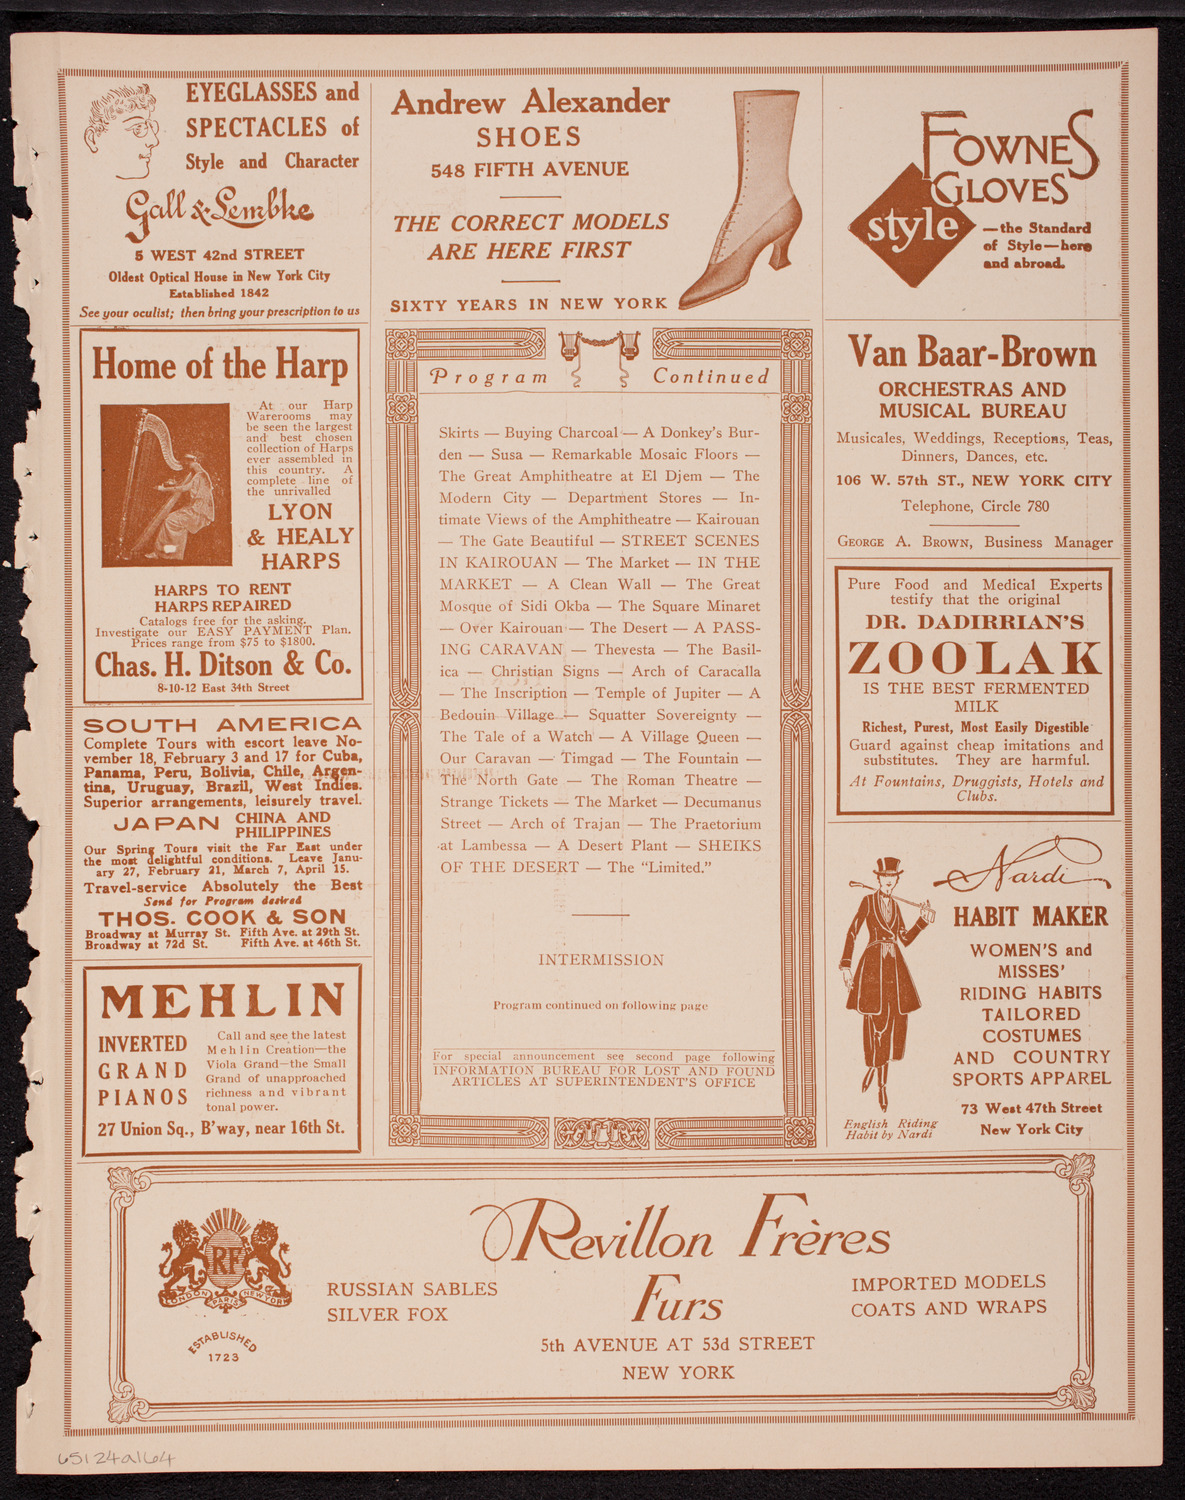 EYEGLASSES and
SPECTACLES of
Style and Character
Gall & Lembke
5 WEST 42nd STREET
Oldest Optical House in New York City
Established 1842
See your oculist; then bring your prescription to us
Andrew Alexander
SHOES
548 FIFTH AVENUE
THE CORRECT MODELS
ARE HERE FIRST
SIXTY YEARS IN NEW YORK
FOWNES
GLOVES
style
—the Standard
of Style—here
and abroad.
Home of the Harp
At our Harp
Warerooms may
be seen the largest
and best chosen
collection of Harps
ever assembled in
this country. A
complete line of
the unrivalled
LYON
& HEALY
HARPS
HARPS TO RENT
HARPS REPAIRED
Catalogs free for the asking.
Investigate our EASY PAYMENT Plan.
Prices range from $75 to $1800.
Chas. H. Ditson & Co.
8-10-12 East 34th Street
SOUTH AMERICA
Complete Tours with escort leave No-
vember 18, February 3 and 17 for Cuba,
Panama, Peru, Bolivia, Chile, Argen-
tina, Uruguay, Brazil, West Indies.
Superior arrangements, leisurely travel.
JAPAN CHINA AND
PHILIPPINES
Our Spring Tours visit the Far East under
the most delightful conditions. Leave Janu-
ary 27, February 21, March 7, April 15.
Travel-service Absolutely the Best
Send for Program desired
THOS. COOK & SON
Broadway at Murray St. Fifth Ave. at 29th St.
Broadway at 72d St. Fifth Ave. at 46th St.
MEHLIN
INVERTED
GRAND
PIANOS
Call and see the latest
Mehlin Creation—the
Viola Grand—the Small
Grand of unapproached
richness and vibrant
tonal power.
27 Union Sq., B'way, near 16th St.
Program Continued
Skirts — Buying Charcoal — A Donkey's Bur-
den — Susa — Remarkable Mosaic Floors —
The Great Amphitheatre at El Djem — The
Modern City — Department Stores — In-
timate Views of the Amphitheatre — Kairouan
— The Gate Beautiful — STREET SCENES
IN KAIROUAN — The Market — IN THE
MARKET — A Clean Wall — The Great
Mosque of Sidi Okba — The Square Minaret
— Over Kairouan — The Desert — A PASS-
ING CARAVAN — Thevesta — The Basil-
ica — Christian Signs — Arch of Caracalla
— The Inscription — Temple of Jupiter — A
Bedouin Village — Squatter Sovereignty —
The Tale of a Watch — A Village Queen —
Our Caravan — Timgad — The Fountain —
The North Gate — The Roman Theatre —
Strange Tickets — The Market — Decumanus
Street — Arch of Trajan — The Praetorium
at Lambessa — A Desert Plant — SHEIKS
OF THE DESERT — The “Limited.”
INTERMISSION
Program continued on following page
For special announcement see second page following
INFORMATION BUREAU FOR LOST AND FOUND
ARTICLES AT SUPERINTENDENT'S OFFICE
Van Baar-Brown
ORCHESTRAS AND
MUSICAL BUREAU
Musicales, Weddings, Receptions, Teas,
Dinners, Dances, etc.
106 W. 57th ST., NEW YORK CITY
Telephone, Circle 780
GEORGE A. BROWN, Business Manager
Pure Food and Medical Experts
testify that the original
DR. DADIRRIAN'S
ZOOLAK
IS THE BEST FERMENTED
MILK
Richest, Purest, Most Easily Digestible
Guard against cheap imitations and
substitutes. They are harmful.
At Fountains, Druggists, Hotels and
Clubs.
Nardi
HABIT MAKER
WOMEN'S and
MISSES'
RIDING HABITS
TAILORED
COSTUMES
AND COUNTRY
SPORTS APPAREL
73 West 47th Street
New York City
English Riding
Habit by Nardi
RF
LONDON PARIS NEW YORK
ESTABLISHED
1723
RUSSIAN SABLES
SILVER FOX
Revillon Frères
Furs
5th AVENUE AT 53d STREET
NEW YORK
IMPORTED MODELS
COATS AND WRAPS
65124a164